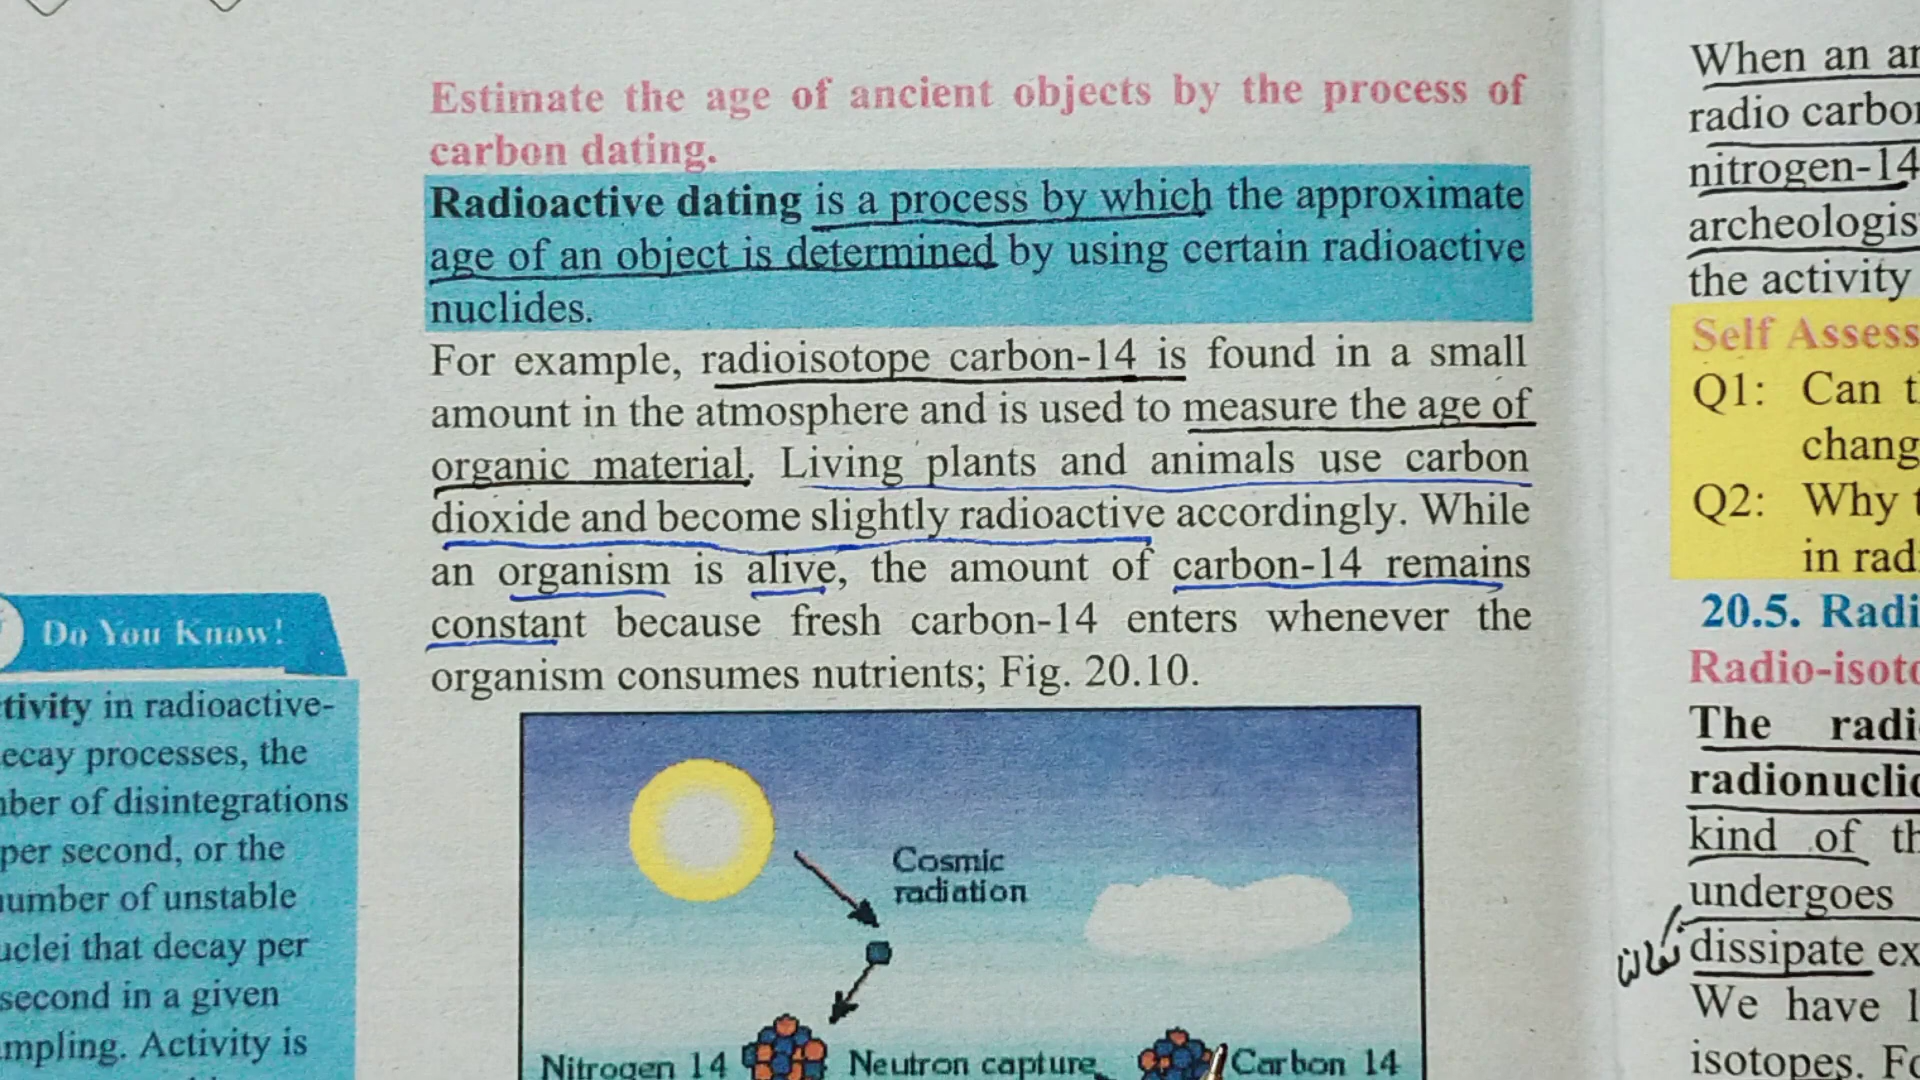 Estimate the age of ancient objects by the process of
carbon dating.
Radioactive dating is a process by which the approximate
age of an object is determined by using certain radioactive
nuclides.
For example, radioisotope carbon-14 is found in a small
amount in the atmosphere and is used to measure the age of
organic material. Living plants and animals use carbon
dioxide and become slightly radioactive accordingly. While
an organism is alive, the amount of carbon-14 remains
constant because fresh carbon-14 enters whenever the
organism consumes nutrients; Fig. 20.10.
Cosmic
radiation
Nitrogen 14
Neutron capture
Carbon 14
Do You Know!
tivity in radioactive-
ecay processes, the
ber of disintegrations
per second, or the
number of unstable
uclei that decay per
second in a given
mpling. Activity is
When an
radio carbo
nitrogen-14
archeologis
the activity
Self Assess
Q1: Can t
chang
Q2: Why t
in rad
20.5. Radi
Radio-isoto
The radi
radionuclid
kind of th
undergoes
dissipate ex
We have
isotopes. Fo